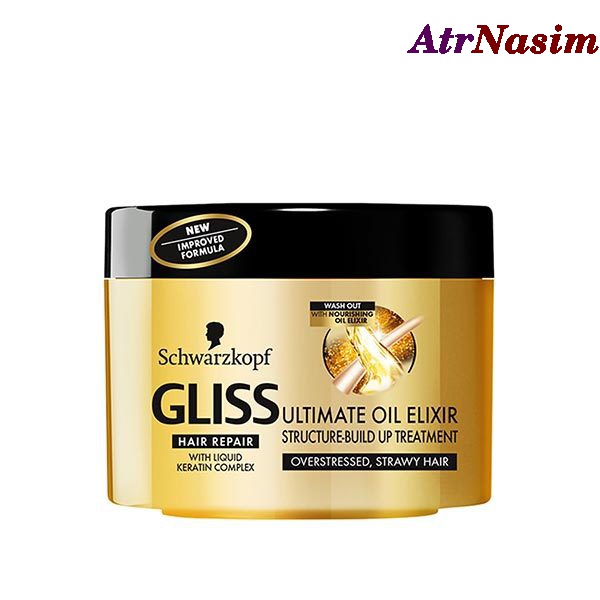 AtrNasim
NEW
IMPROVED
FORMULA
WASH OUT
with NOURISHING
OIL ELIXIR
Schwarzkopf
GLISS
ULTIMATE OIL ELIXIR
HAIR REPAIR
STRUCTURE-BUILD UP TREATMENT
WITH LIQUID
KERATIN COMPLEX
OVERSTRESSED, STRAWY HAIR